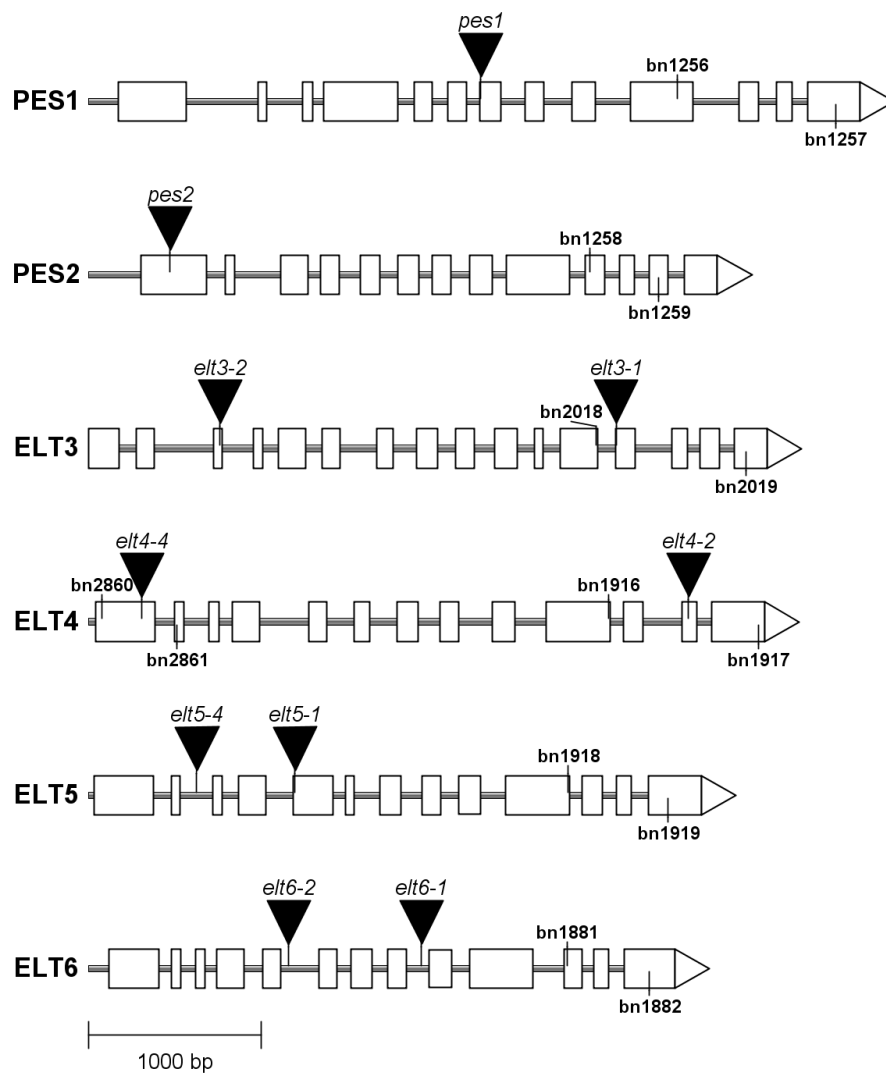 pes1
bn1256
PES1
bn1257
pes2
bn1258
PES2
bn1259
elt3-2 elt3-1
bn2018
ELT3
bn2019
elt4-4 elt4-2
bn2860 bn1916
ELT4
bn2861 bn1917
elt5-4 elt5-1
bn1918
ELT5
bn1919
elt6-2 elt6-1
bn1881
ELT6
bn1882
1000 bp